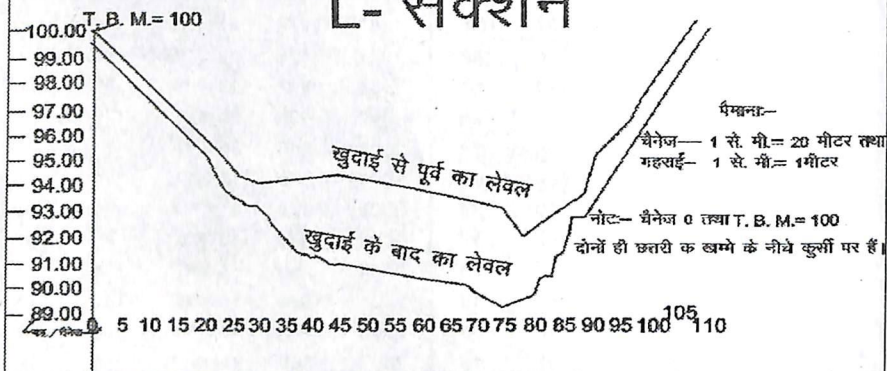 L- सेक्शन
T. B. M.= 100
100.00
99.00
98.00
97.00
96.00
95.00
94.00
93.00
92.00
91.00
90.00
89.00
खुदाई से पूर्व का लेवल
खुदाई के बाद का लेवल
पैमानाः—
चैनेज— 1 से. मी.= 20 मीटर तथा
गहराई— 1 से. मी.= 1मीटर
नोटः— चैनेज 0 तथा T. B. M.= 100
दोनों ही छतरी क खम्भे के नीचे कुर्सी पर हैं।
0 5 10 15 20 25 30 35 40 45 50 55 60 65 70 75 80 85 90 95 100 105 110